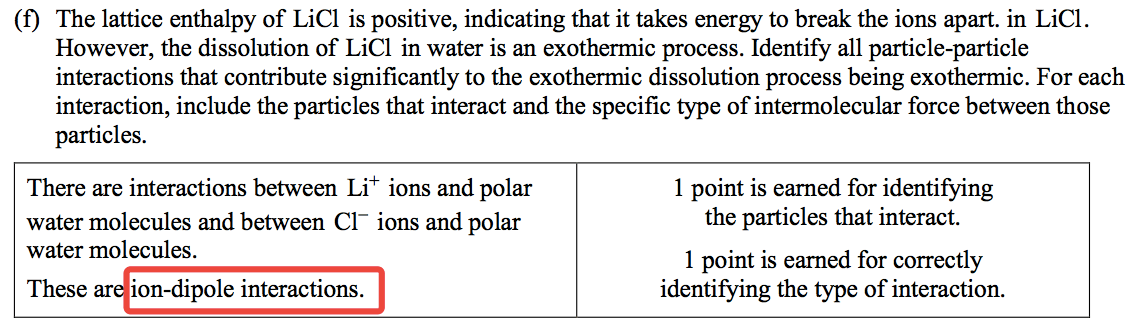 (f) The lattice enthalpy of LiCl is positive, indicating that it takes energy to break the ions apart. in LiCl.
However, the dissolution of LiCl in water is an exothermic process. Identify all particle-particle
interactions that contribute significantly to the exothermic dissolution process being exothermic. For each
interaction, include the particles that interact and the specific type of intermolecular force between those
particles.
There are interactions between Li⁺ ions and polar
water molecules and between Cl⁻ ions and polar
water molecules.
These are ion-dipole interactions.
1 point is earned for identifying
the particles that interact.
1 point is earned for correctly
identifying the type of interaction.